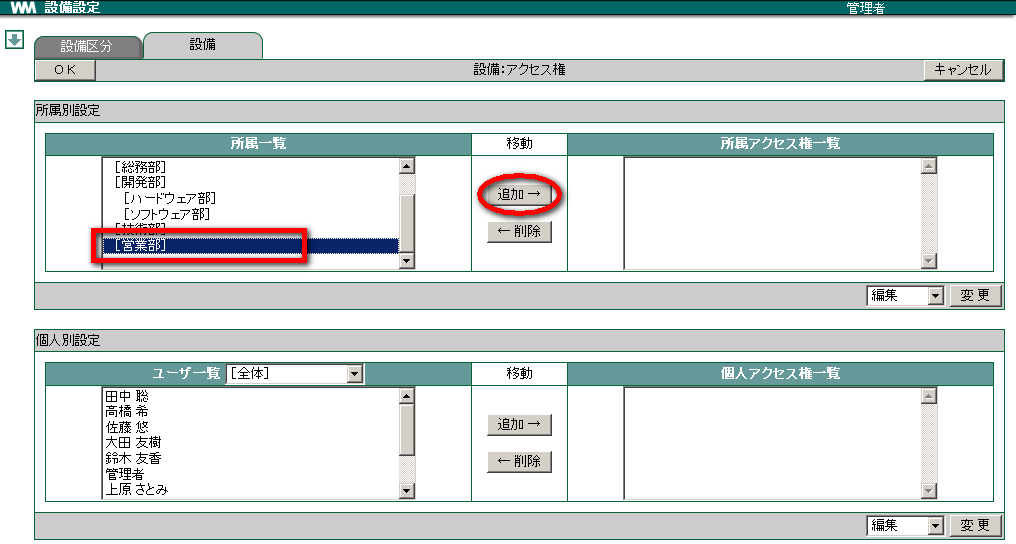 WM 設備設定 管理者
設備区分 設備
OK 設備:アクセス権 キャンセル
所属別設定
所属一覧 移動 所属アクセス権一覧
[総務部]
[開発部]
[ハードウェア部]
[ソフトウェア部]
[技術部]
[営業部]
追加→
←削除
編集 変更
個人別設定
ユーザ一覧 [全体] 移動 個人アクセス権一覧
田中 聡
高橋 希
佐藤 悠
大田 友樹
鈴木 友香
管理者
上原 さとみ
追加→
←削除
編集 変更